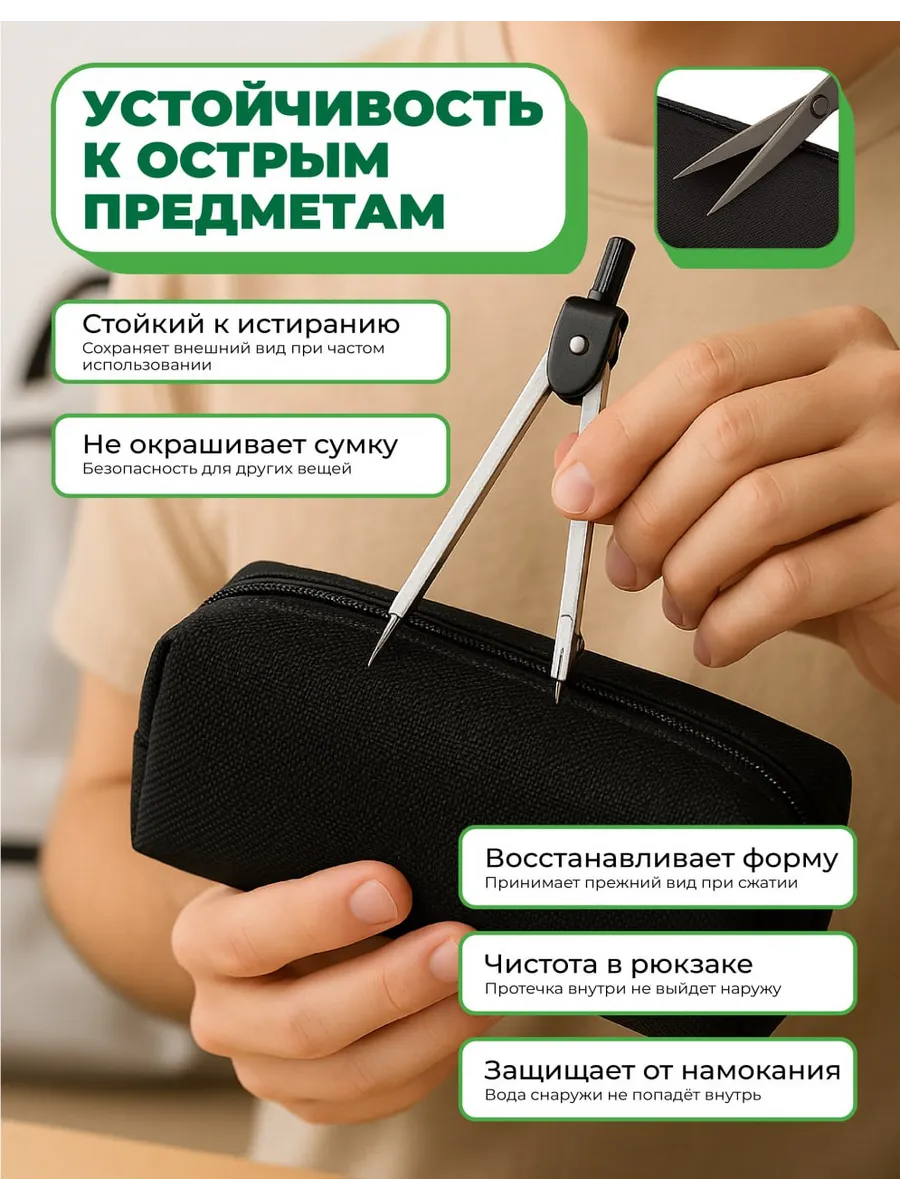 УСТОЙЧИВОСТЬ
К ОСТРЫМ
ПРЕДМЕТАМ
Стойкий к истиранию
Сохраняет внешний вид при частом
использовании
Не окрашивает сумку
Безопасность для других вещей
Восстанавливает форму
Принимает прежний вид при сжатии
Чистота в рюкзаке
Протечка внутри не выйдет наружу
Защищает от намокания
Вода снаружи не попадёт внутрь